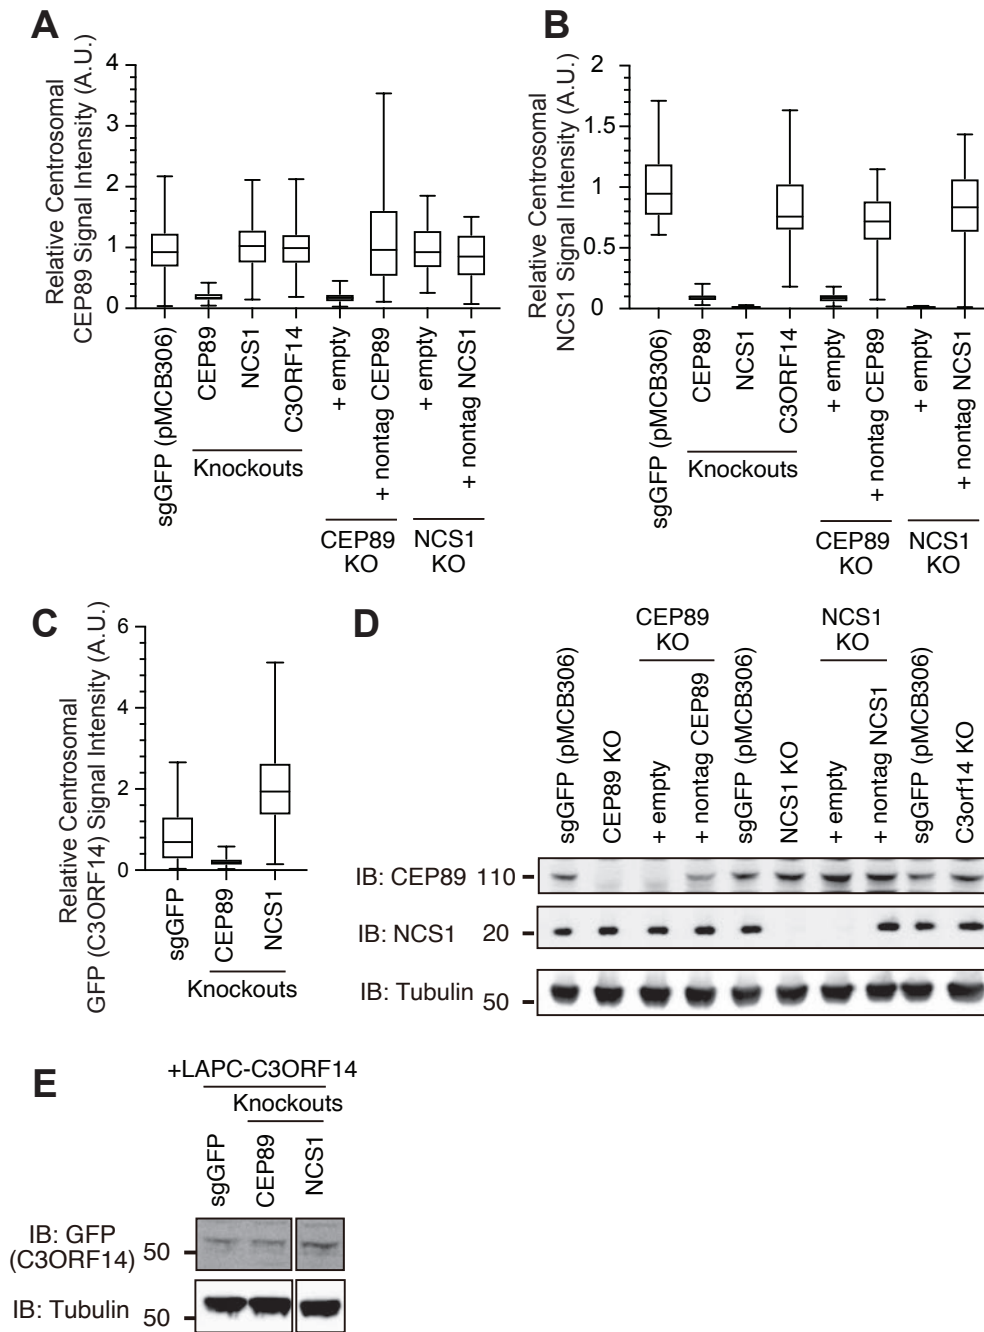 A
Relative Centrosomal
CEP89 Signal Intensity (A.U.)
4
3
2
1
0
sgGFP (pMCB306)
CEP89
NCS1
C3ORF14
+ empty
+ nontag CEP89
+ empty
+ nontag NCS1
Knockouts
CEP89
KO
NCS1
KO
B
Relative Centrosomal
NCS1 Signal Intensity (A.U.)
2
1.5
1
0.5
0
sgGFP (pMCB306)
CEP89
NCS1
C3ORF14
+ empty
+ nontag CEP89
+ empty
+ nontag NCS1
Knockouts
CEP89
KO
NCS1
KO
C
Relative Centrosomal
GFP (C3ORF14) Signal Intensity (A.U.)
6
4
2
0
sgGFP
CEP89
NCS1
Knockouts
D
CEP89
KO
NCS1
KO
sgGFP (pMCB306)
CEP89 KO
+ empty
+ nontag CEP89
sgGFP (pMCB306)
NCS1 KO
+ empty
+ nontag NCS1
sgGFP (pMCB306)
C3orf14 KO
IB: CEP89 110
IB: NCS1 20
IB: Tubulin 50
E
+LAPC-C3ORF14
Knockouts
sgGFP
CEP89
NCS1
IB: GFP
(C3ORF14) 50
IB: Tubulin 50